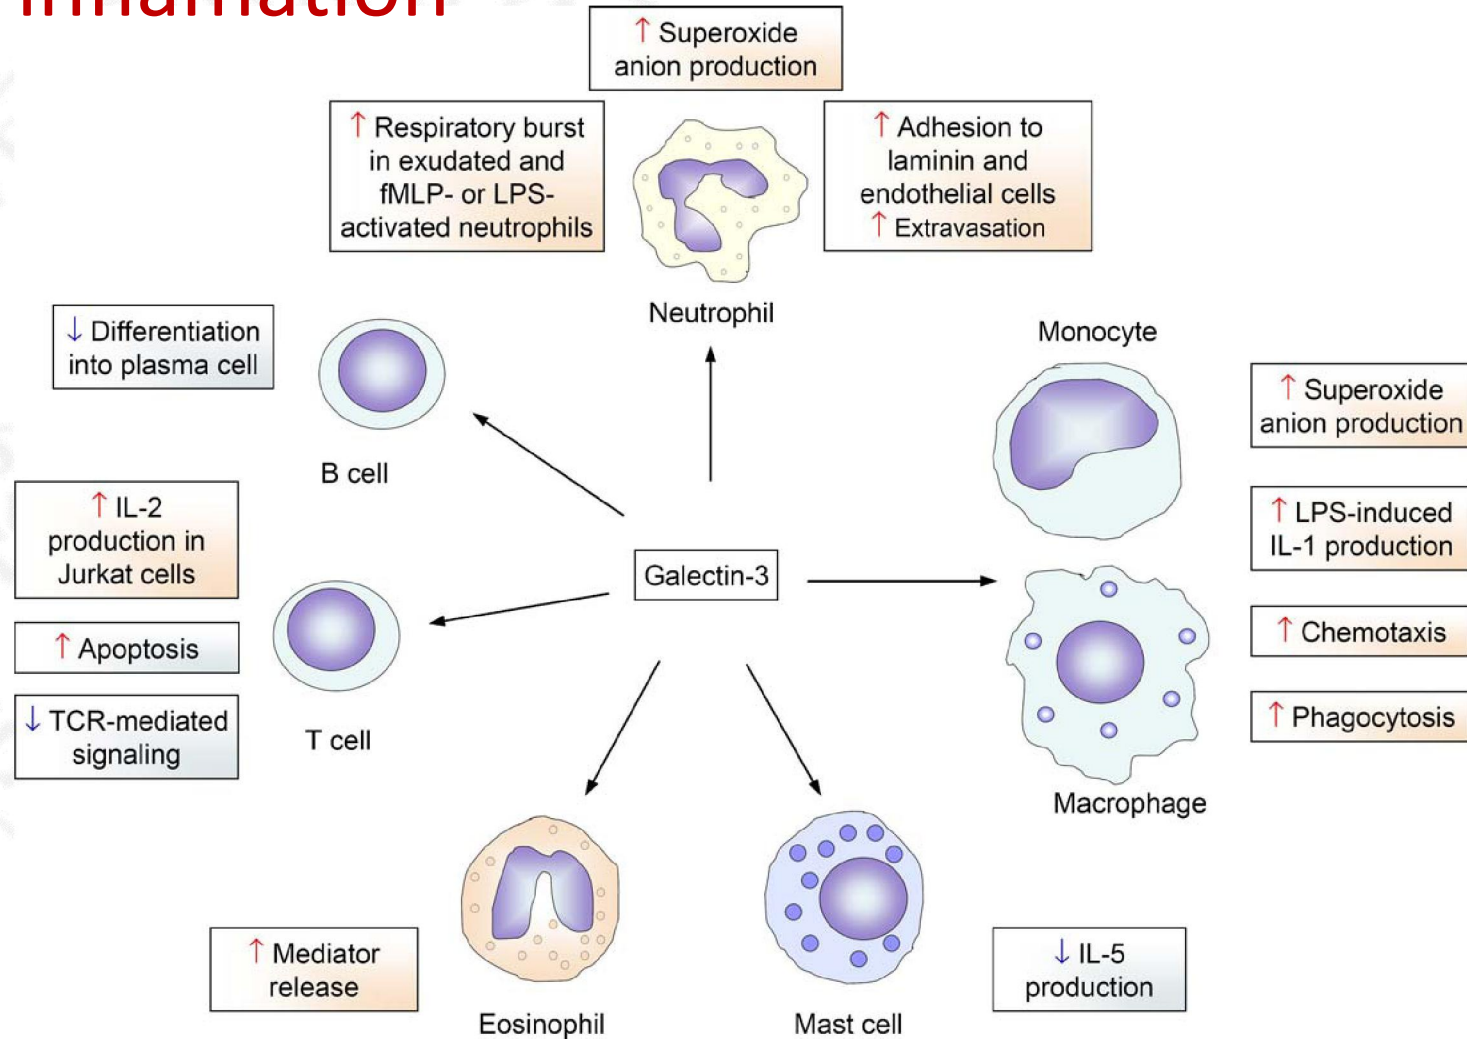 ↑ Superoxide
anion production
↑ Respiratory burst
in exudated and
fMLP- or LPS-
activated neutrophils
↑ Adhesion to
laminin and
endothelial cells
↑ Extravasation
Neutrophil
↓ Differentiation
into plasma cell
B cell
Monocyte
↑ Superoxide
anion production
↑ LPS-induced
IL-1 production
↑ Chemotaxis
↑ Phagocytosis
Macrophage
↑ IL-2
production in
Jurkat cells
↑ Apoptosis
↓ TCR-mediated
signaling
T cell
Galectin-3
↑ Mediator
release
Eosinophil
Mast cell
↓ IL-5
production